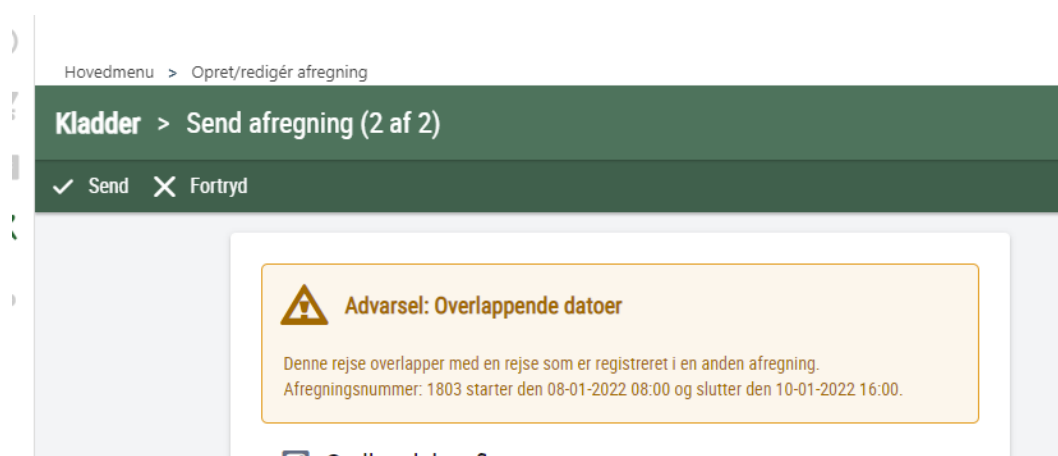 Hovedmenu > Opret/redigér afregning
Kladder > Send afregning (2 af 2)
Send Fortryd
Advarsel: Overlappende datoer
Denne rejse overlapper med en rejse som er registreret i en anden afregning.
Afregningsnummer: 1803 starter den 08-01-2022 08:00 og slutter den 10-01-2022 16:00.